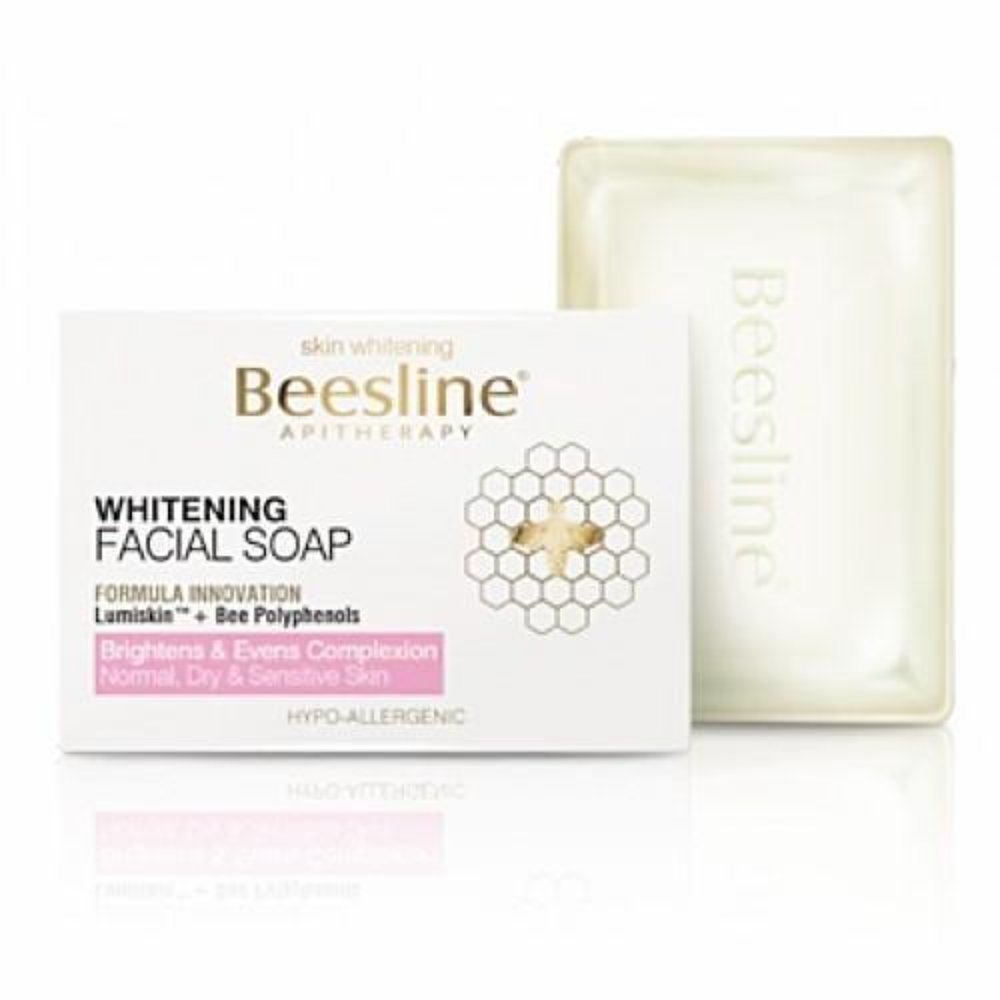 skin whitening
Beesline®
APITHERAPY
WHITENING
FACIAL SOAP
FORMULA INNOVATION
Lumiskin™ + Bee Polyphenols
Brightens & Evens Complexion
Normal, Dry & Sensitive Skin
HYPO-ALLERGENIC
Beesline